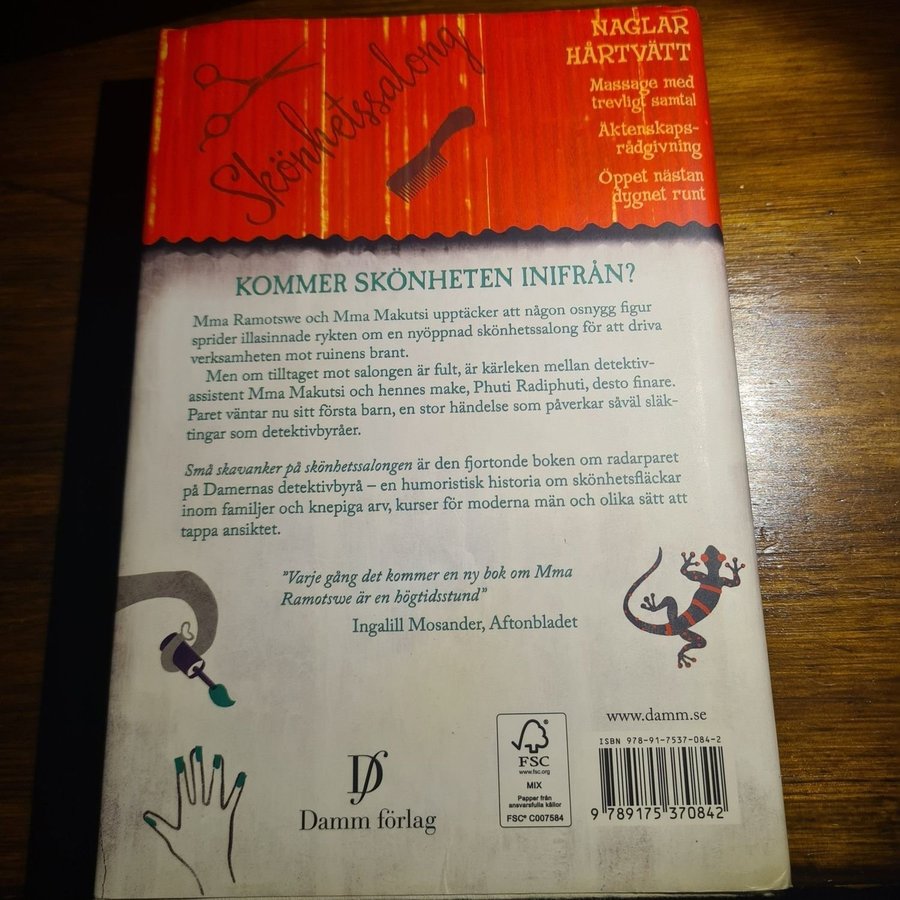 Skönhetssalong
NAGLAR
HÅRTVÄTT
Massage med
trevligt samtal
Äktenskaps-
rådgivning
Öppet nästan
dygnet runt
KOMMER SKÖNHETEN INIFRÅN?
Mma Ramotswe och Mma Makutsi upptäcker att någon osnygg figur
sprider illasinnade rykten om en nyöppnad skönhetssalong för att driva
verksamheten mot ruinens brant.
Men om tilltaget mot salongen är fult, är kärleken mellan detektiv-
assistent Mma Makutsi och hennes make, Phuti Radiphuti, desto finare.
Paret väntar nu sitt första barn, en stor händelse som påverkar såväl släk-
tingar som detektivbyråer.
Små skavanker på skönhetssalongen är den fjortonde boken om radarparet
på Damernas detektivbyrå – en humoristisk historia om skönhetsfläckar
inom familjer och knepiga arv, kurser för moderna män och olika sätt att
tappa ansiktet.
"Varje gång det kommer en ny bok om Mma
Ramotswe är en högtidsstund"
Ingalill Mosander, Aftonbladet
Df
Damm förlag
FSC
www.fsc.org
MIX
Papper från
ansvarsfulla källor
FSC® C007584
www.damm.se
ISBN 978-91-7537-084-2
9 789175 370842